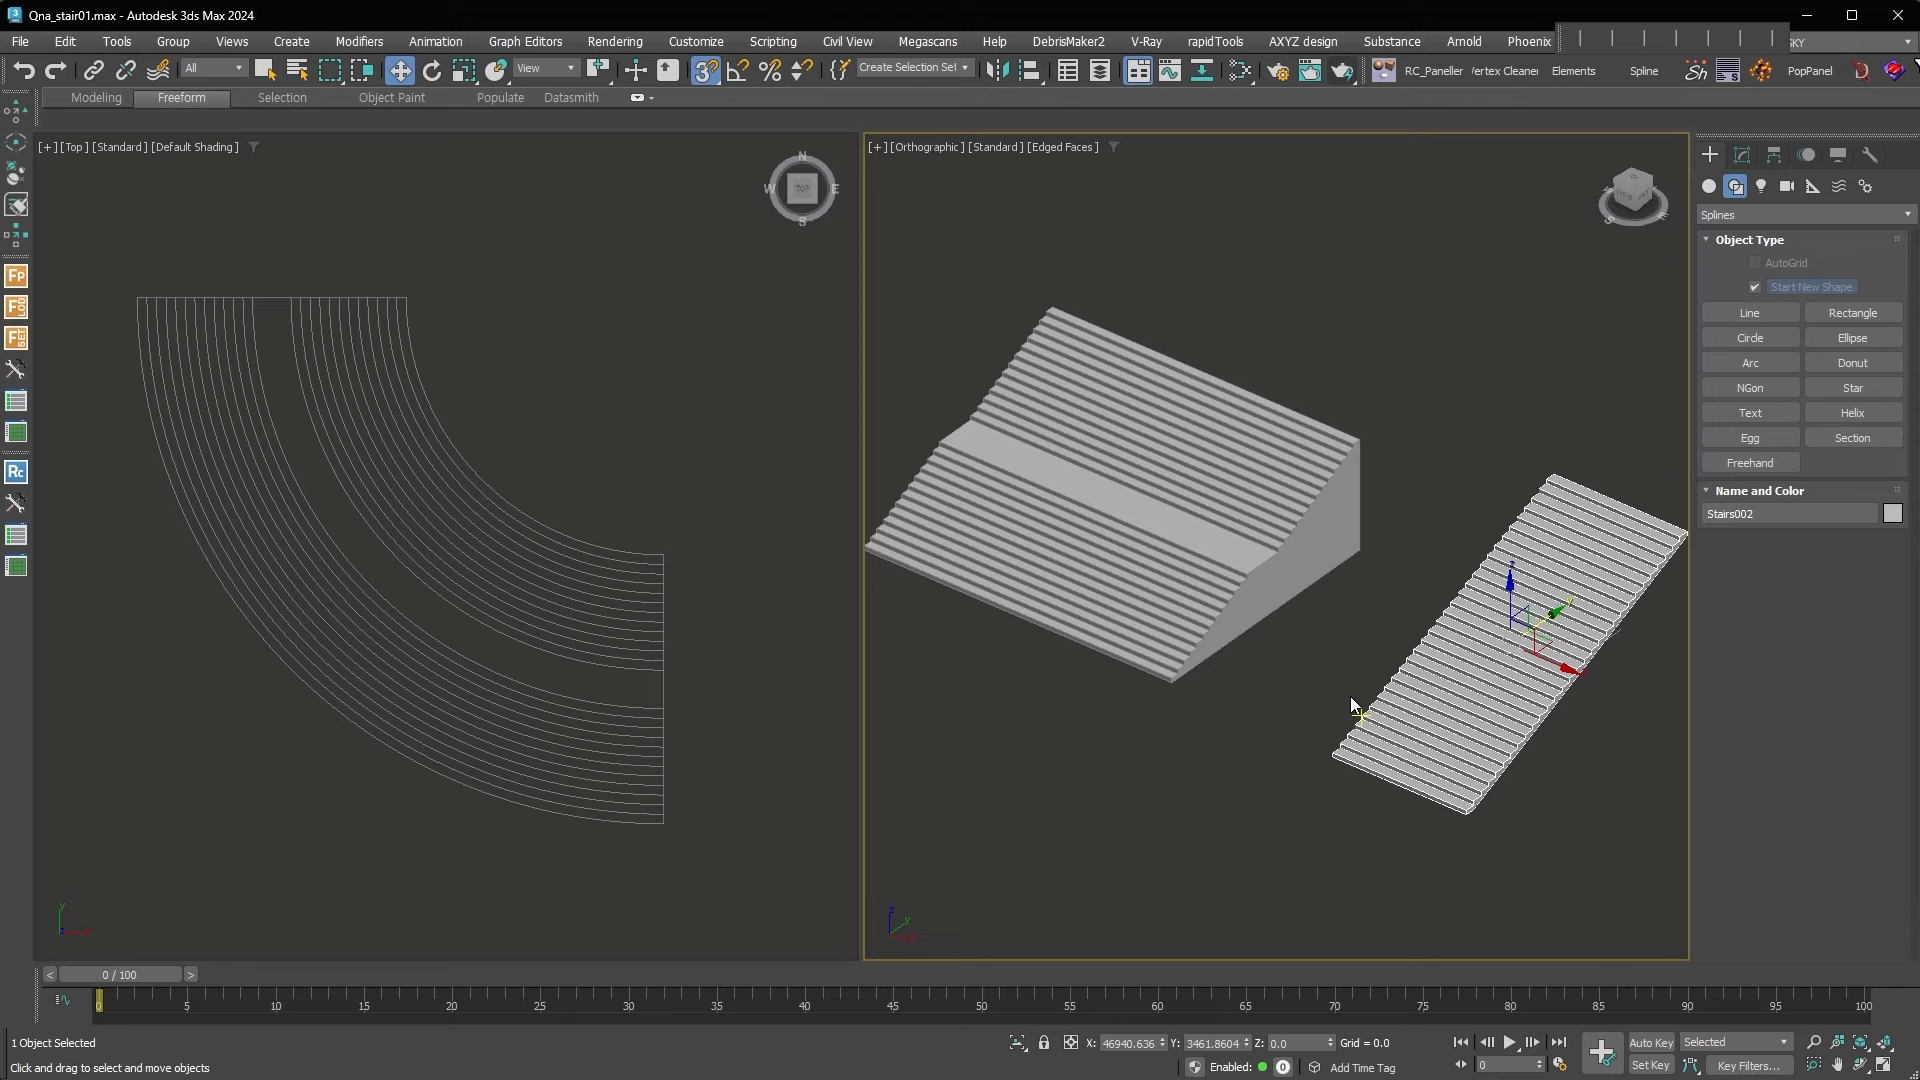 Qna_stair01.max - Autodesk 3ds Max 2024
File Edit Tools Group Views Create Modifiers Animation Graph Editors Rendering Customize Scripting Civil View Megascans Help DebrisMaker2 V-Ray rapidTools AXYZ design Substance Arnold Phoenix
All View Create Selection Set RC_Paneller /ertex Cleaner Elements Spline PopPanel
Modeling Freeform Selection Object Paint Populate Datasmith
[+] [Top] [Standard] [Default Shading]
[+] [Orthographic] [Standard] [Edged Faces]
N
W TOP E
S
S E
Splines
Object Type
AutoGrid
Start New Shape
Line Rectangle
Circle Ellipse
Arc Donut
NGon Star
Text Helix
Egg Section
Freehand
Name and Color
Stairs002
Fp
Rc
y
z
y
< 0 / 100 >
0 5 10 15 20 25 30 35 40 45 50 55 60 65 70 75 80 85 90 95 100
1 Object Selected
Click and drag to select and move objects
X: 46940.636 Y: 3461.8604 Z: 0.0 Grid = 0.0
Enabled: 0 Add Time Tag
0
Auto Key Selected
Set Key Key Filters...